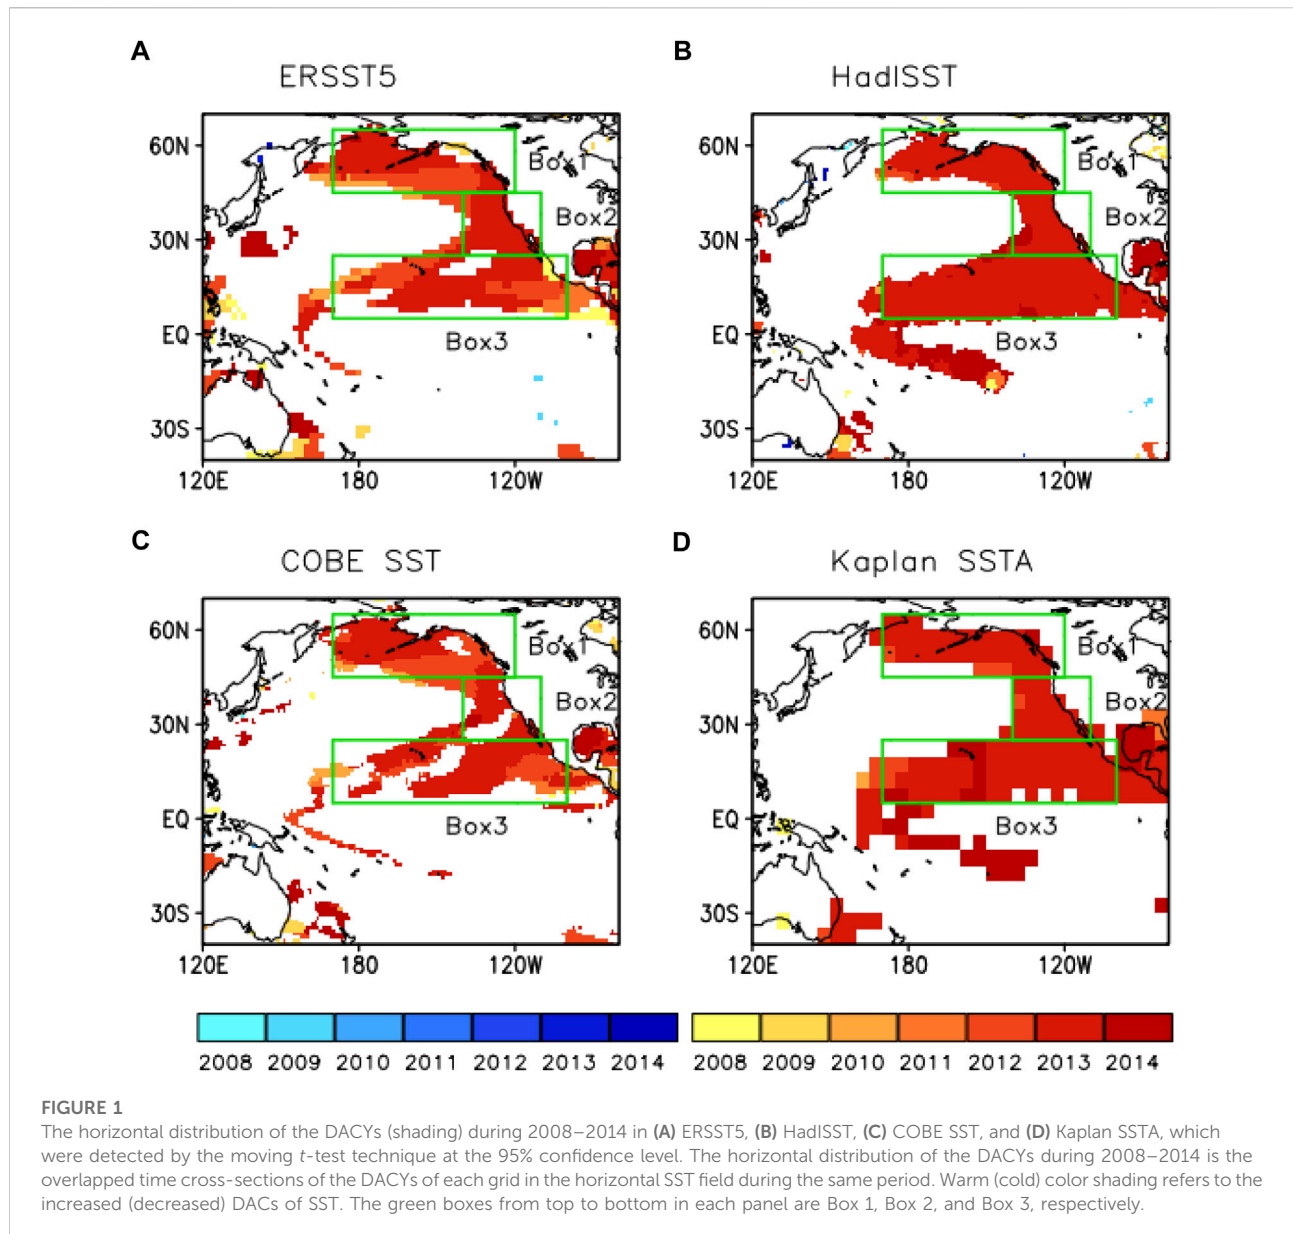 A
ERSST5
60N
30N
EQ
30S
120E
180
120W
Box1
Box2
Box3
B
HadISST
60N
30N
EQ
30S
120E
180
120W
Box1
Box2
Box3
C
COBE SST
60N
30N
EQ
30S
120E
180
120W
Box1
Box2
Box3
D
Kaplan SSTA
60N
30N
EQ
30S
120E
180
120W
Box1
Box2
Box3
2008 2009 2010 2011 2012 2013 2014
2008 2009 2010 2011 2012 2013 2014
FIGURE 1
The horizontal distribution of the DACYs (shading) during 2008–2014 in (A) ERSST5, (B) HadISST, (C) COBE SST, and (D) Kaplan SSTA, which
were detected by the moving t-test technique at the 95% confidence level. The horizontal distribution of the DACYs during 2008–2014 is the
overlapped time cross-sections of the DACYs of each grid in the horizontal SST field during the same period. Warm (cold) color shading refers to the
increased (decreased) DACs of SST. The green boxes from top to bottom in each panel are Box 1, Box 2, and Box 3, respectively.